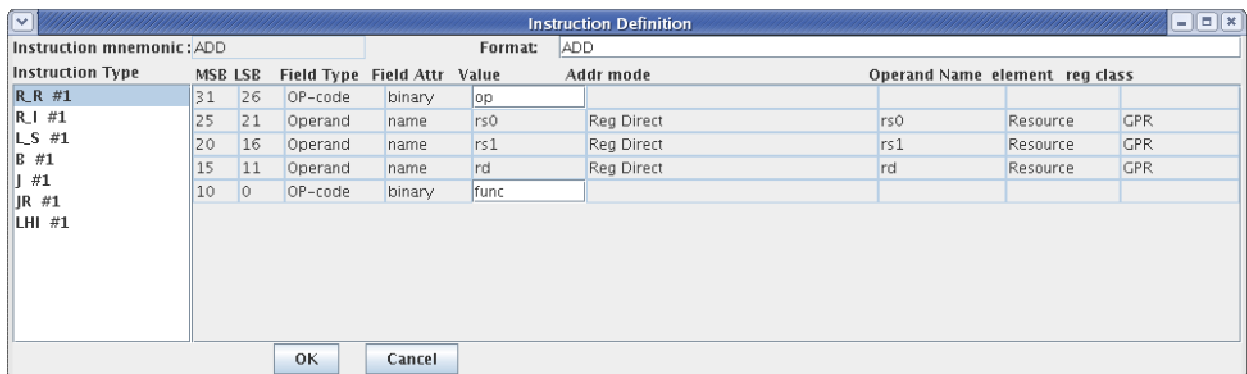 Instruction Definition
Instruction mnemonic: ADD Format: ADD
Instruction Type MSB LSB Field Type Field Attr Value Addr mode Operand Name element reg class
R_R #1 31 26 OP-code binary op
R_I #1 25 21 Operand name rs0 Reg Direct rs0 Resource GPR
L_S #1 20 16 Operand name rs1 Reg Direct rs1 Resource GPR
B #1 15 11 Operand name rd Reg Direct rd Resource GPR
J #1 10 0 OP-code binary func
JR #1
LHI #1
OK Cancel